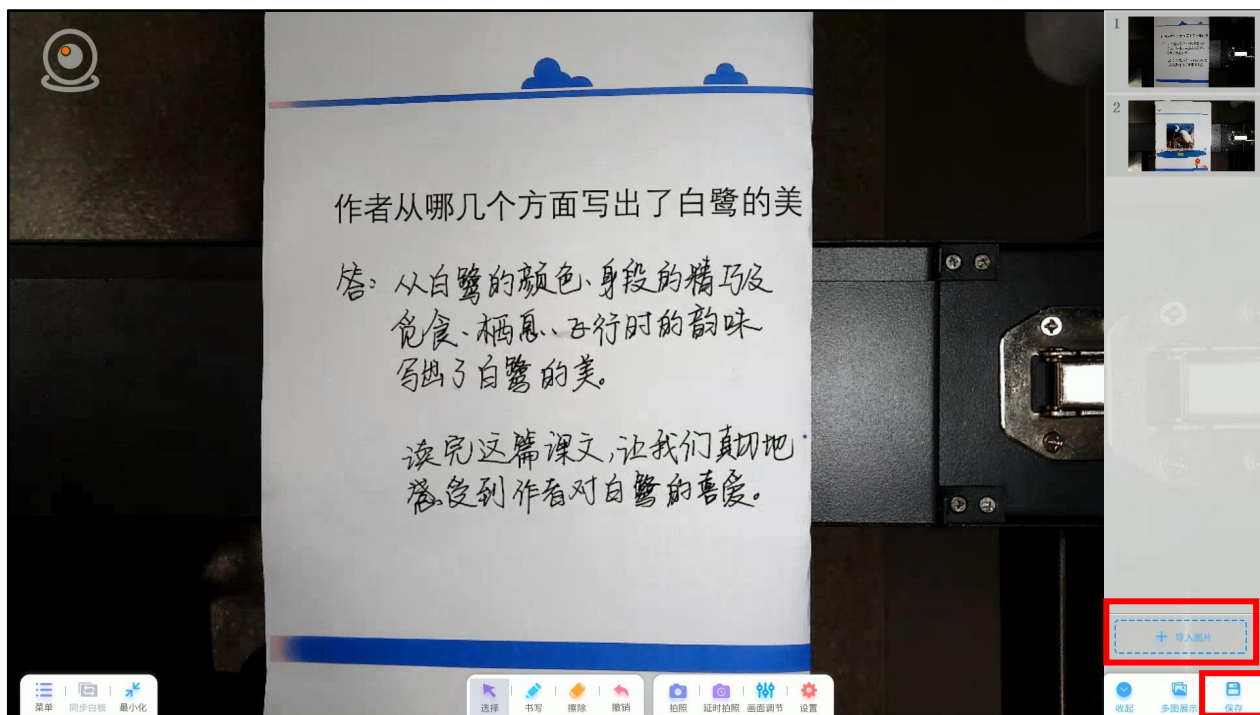 作者从哪几个方面写出了白鹭的美
答：从白鹭的颜色、身段的精巧及
觅食、栖息、飞行时的韵味
写出了白鹭的美。
读完这篇课文，让我们真切地
感受到作者对白鹭的喜爱。
1
2
＋ 导入图片
菜单 同步白板 最小化
选择 书写 擦除 撤销
拍照 延时拍照 画面调节 设置
收起 多图展示 保存